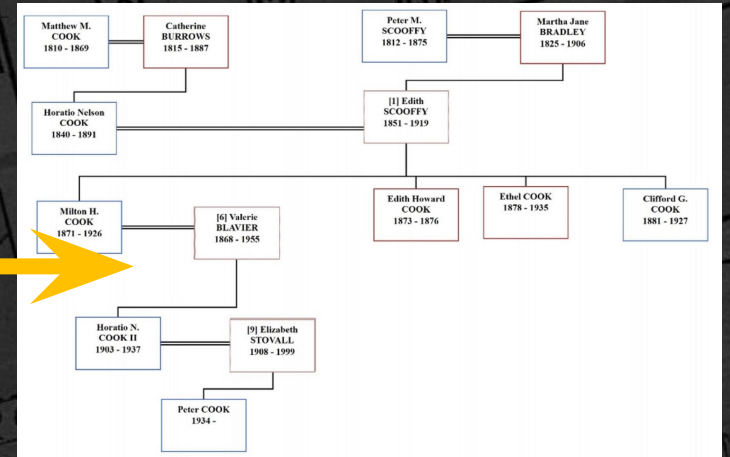 Matthew M.
COOK
1810 - 1869
Catherine
BURROWS
1815 - 1887
Peter M.
SCOOFFY
1812 - 1875
Martha Jane
BRADLEY
1825 - 1906
Horatio Nelson
COOK
1840 - 1891
[1] Edith
SCOOFFY
1851 - 1919
Milton H.
COOK
1871 - 1926
[6] Valerie
BLAVIER
1868 - 1955
Edith Howard
COOK
1873 - 1876
Ethel COOK
1878 - 1935
Clifford G.
COOK
1881 - 1927
Horatio N.
COOK II
1903 - 1937
[9] Elizabeth
STOVALL
1908 - 1999
Peter COOK
1934 -